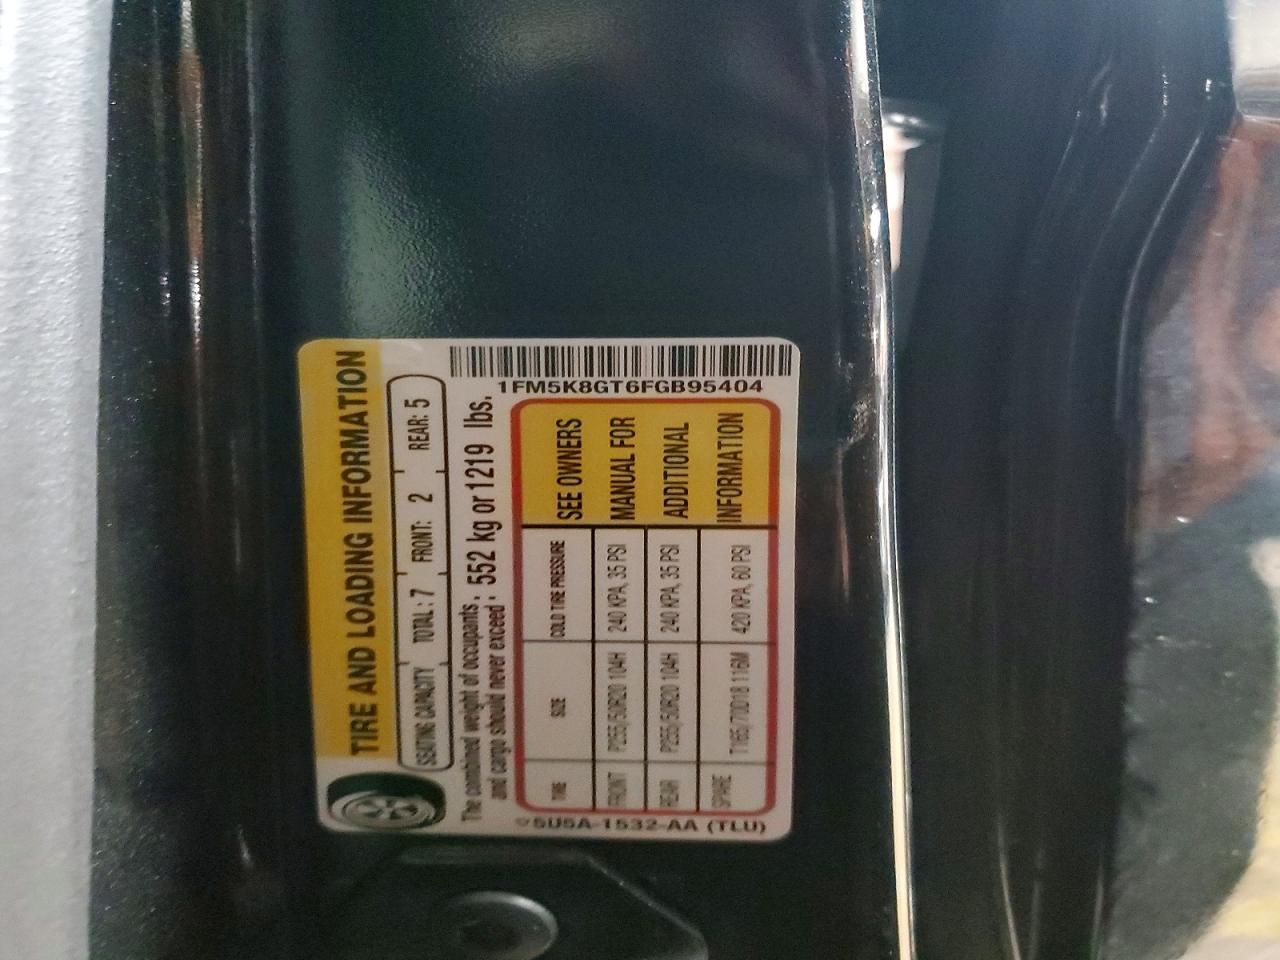 TIRE AND LOADING INFORMATION
SEATING CAPACITY TOTAL: 7 FRONT: 2 REAR: 5
The combined weight of occupants and cargo should never exceed: 552 kg or 1219 lbs.
1FM5K8GT6FGB95404
TIRE SIZE COLD TIRE PRESSURE SEE OWNERS
FRONT P255/50R20 104H 240 KPA, 35 PSI MANUAL FOR
REAR P255/50R20 104H 240 KPA, 35 PSI ADDITIONAL
SPARE T165/70D18 116M 420 KPA, 60 PSI INFORMATION
5U5A-1532-AA (TLU)